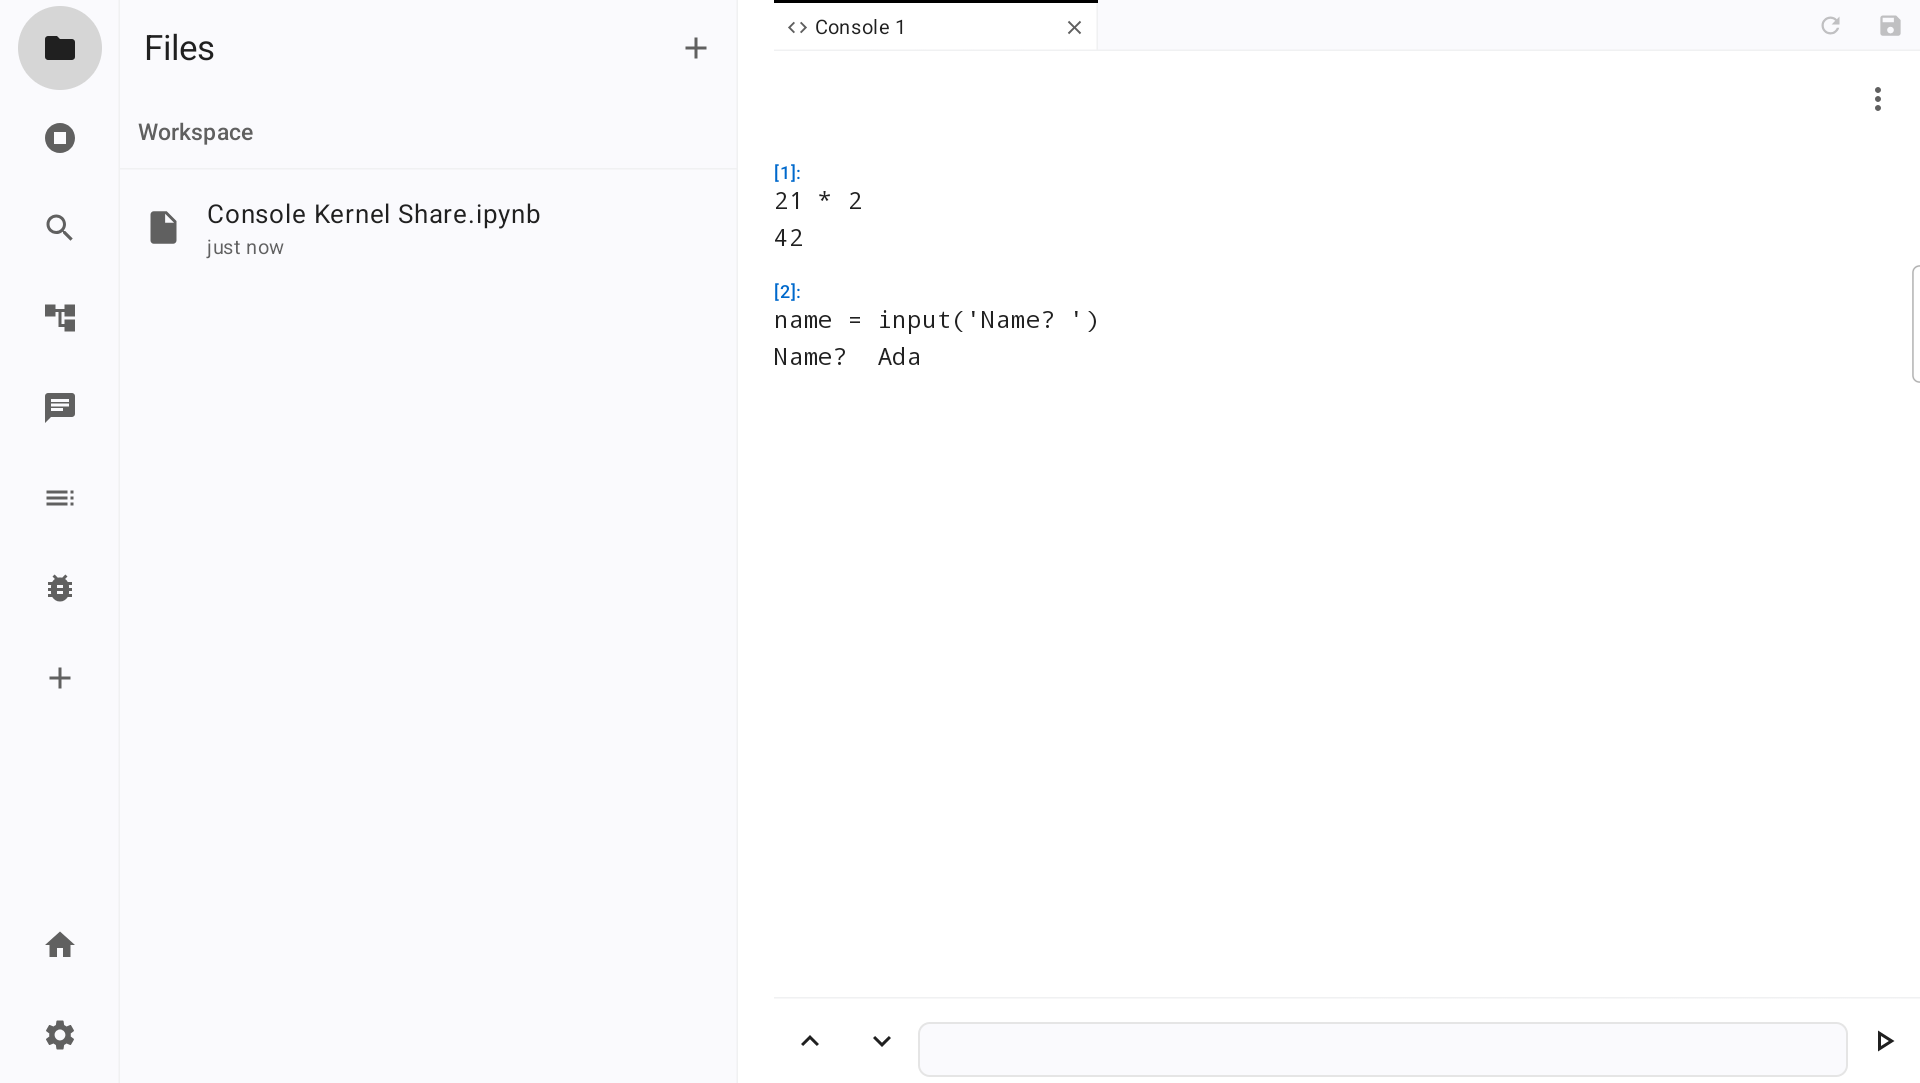 Files
Workspace
Console Kernel Share.ipynb
just now
Console 1
[1]:
21 * 2
42
[2]:
name = input('Name? ')
Name?  Ada